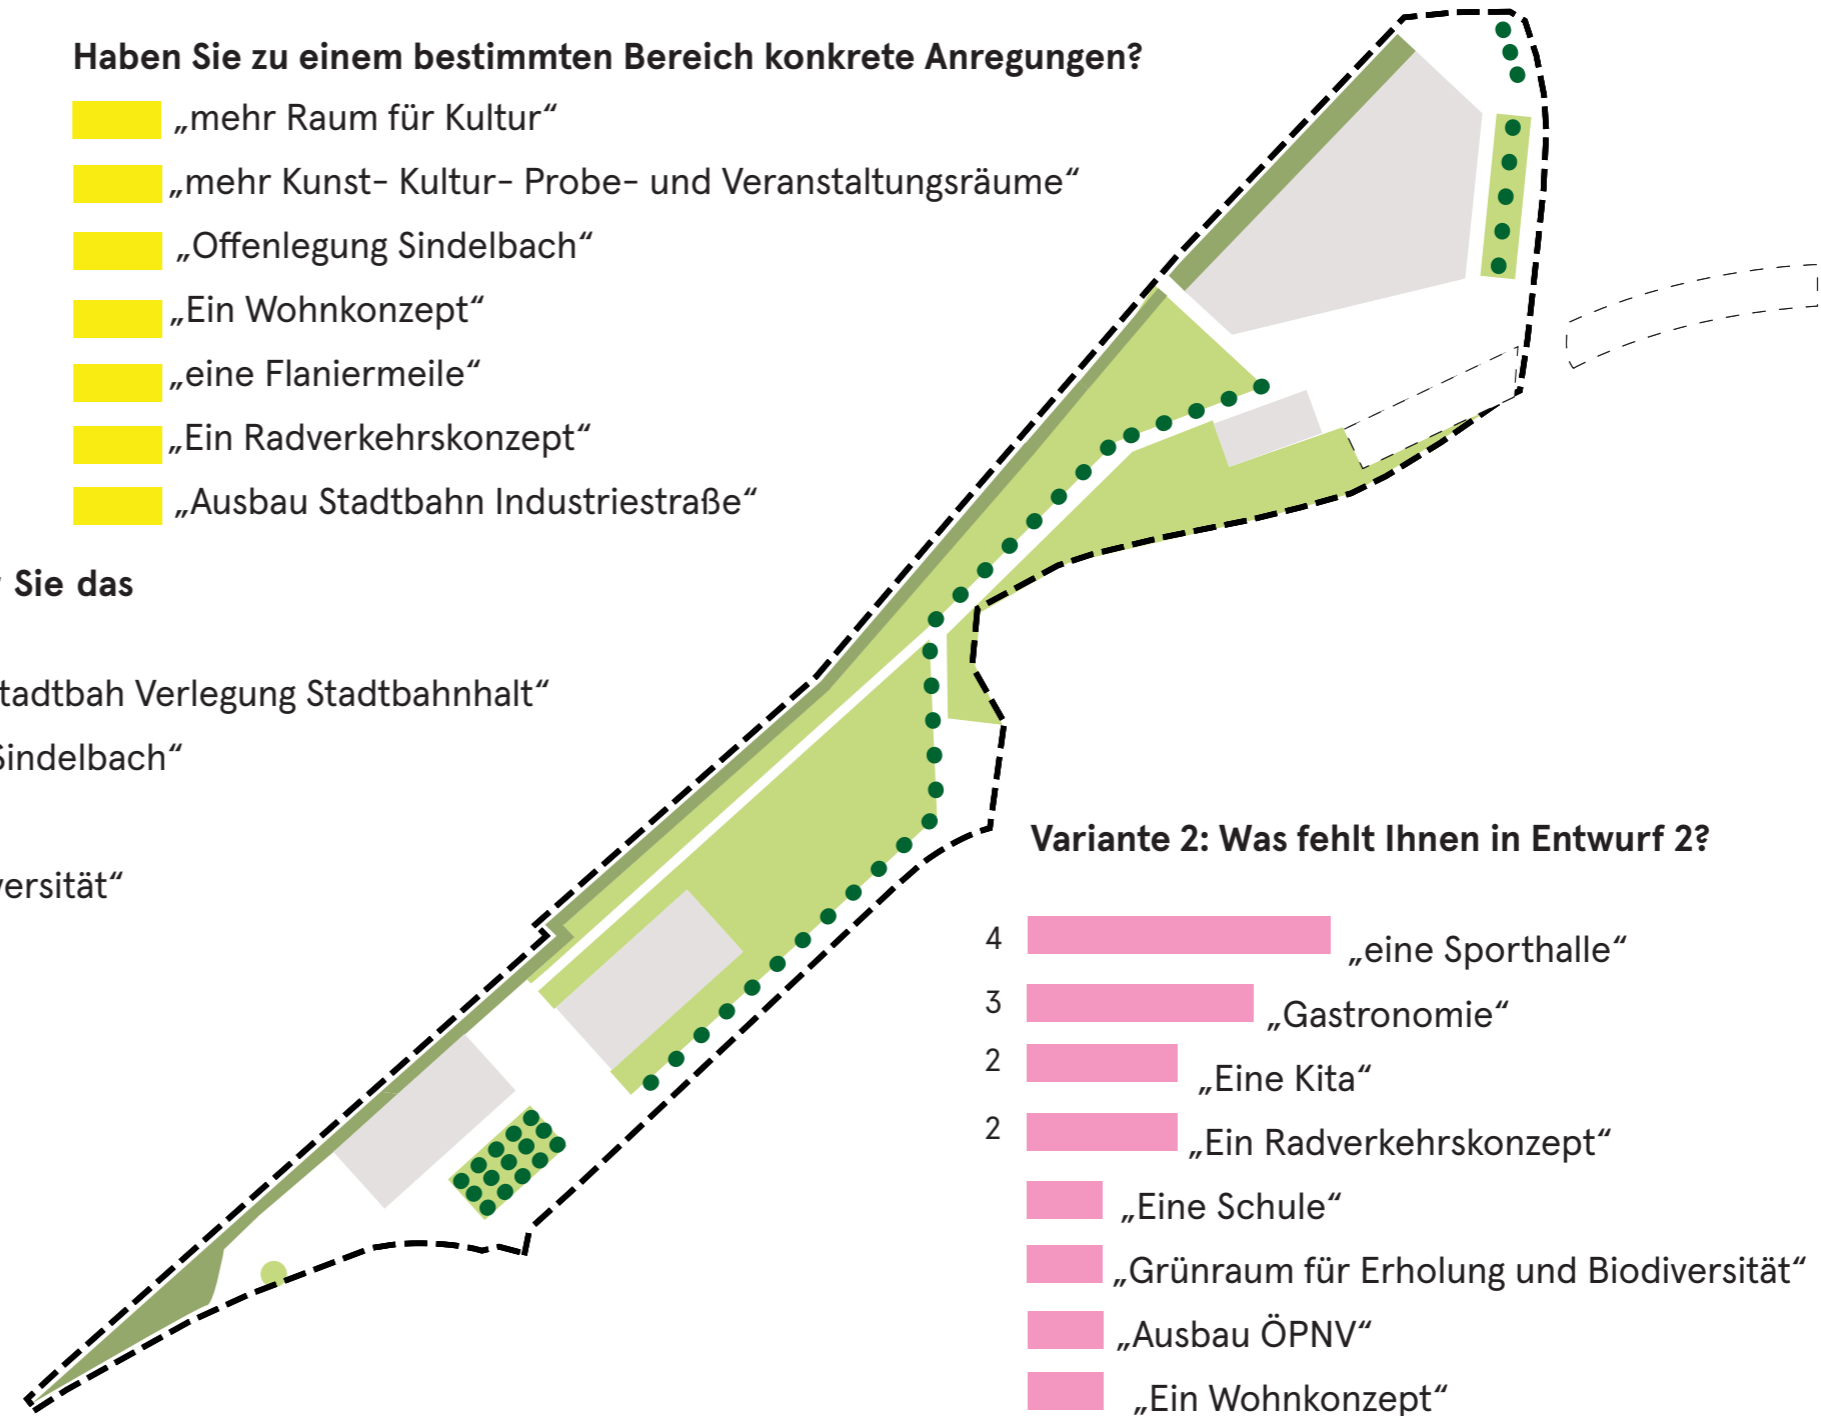 Haben Sie zu einem bestimmten Bereich konkrete Anregungen?
„mehr Raum für Kultur“
„mehr Kunst- Kultur- Probe- und Veranstaltungsräume“
„Offenlegung Sindelbach“
„Ein Wohnkonzept“
„eine Flaniermeile“
„Ein Radverkehrskonzept“
„Ausbau Stadtbahn Industriestraße“
Sie das
Verlegung Stadtbahnhalt“
Sindelbach“
Variante 2: Was fehlt Ihnen in Entwurf 2?
4 „eine Sporthalle“
3 „Gastronomie“
2 „Eine Kita“
2 „Ein Radverkehrskonzept“
„Eine Schule“
„Grünraum für Erholung und Biodiversität“
„Ausbau ÖPNV“
„Ein Wohnkonzept“